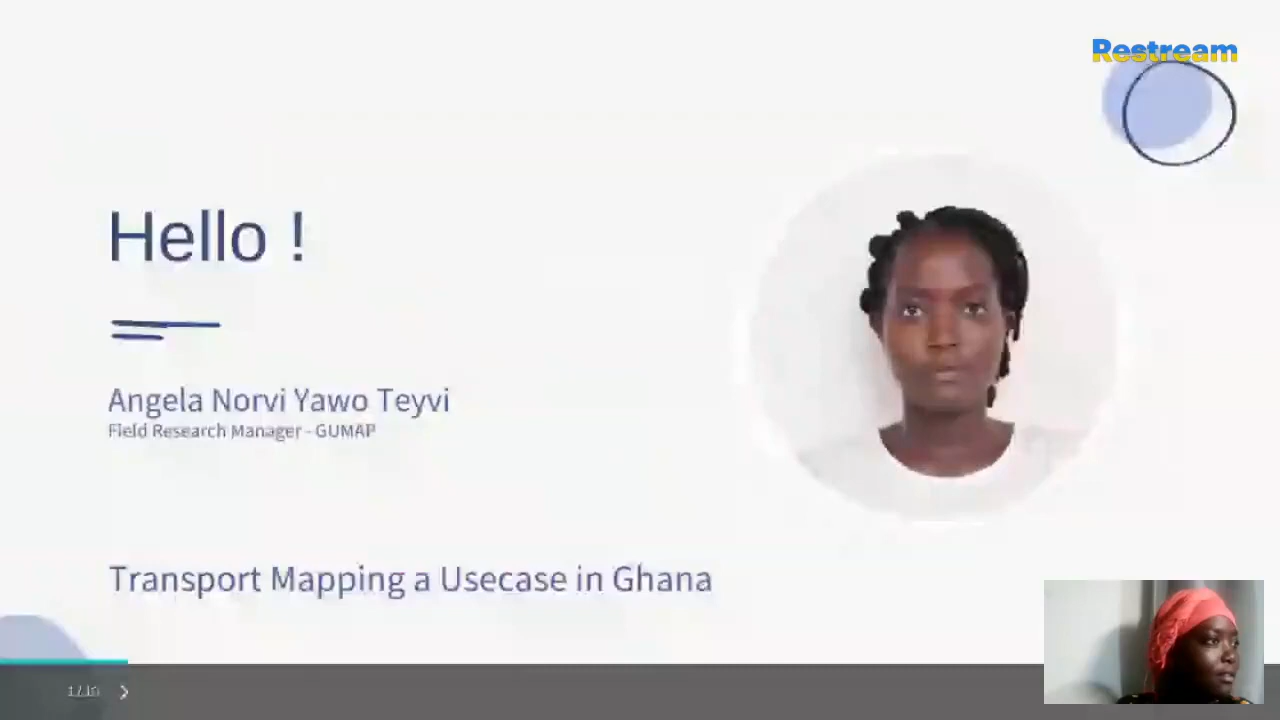 Restream
Hello !
Angela Norvi Yawo Teyvi
Field Research Manager - GUMAP
Transport Mapping a Usecase in Ghana